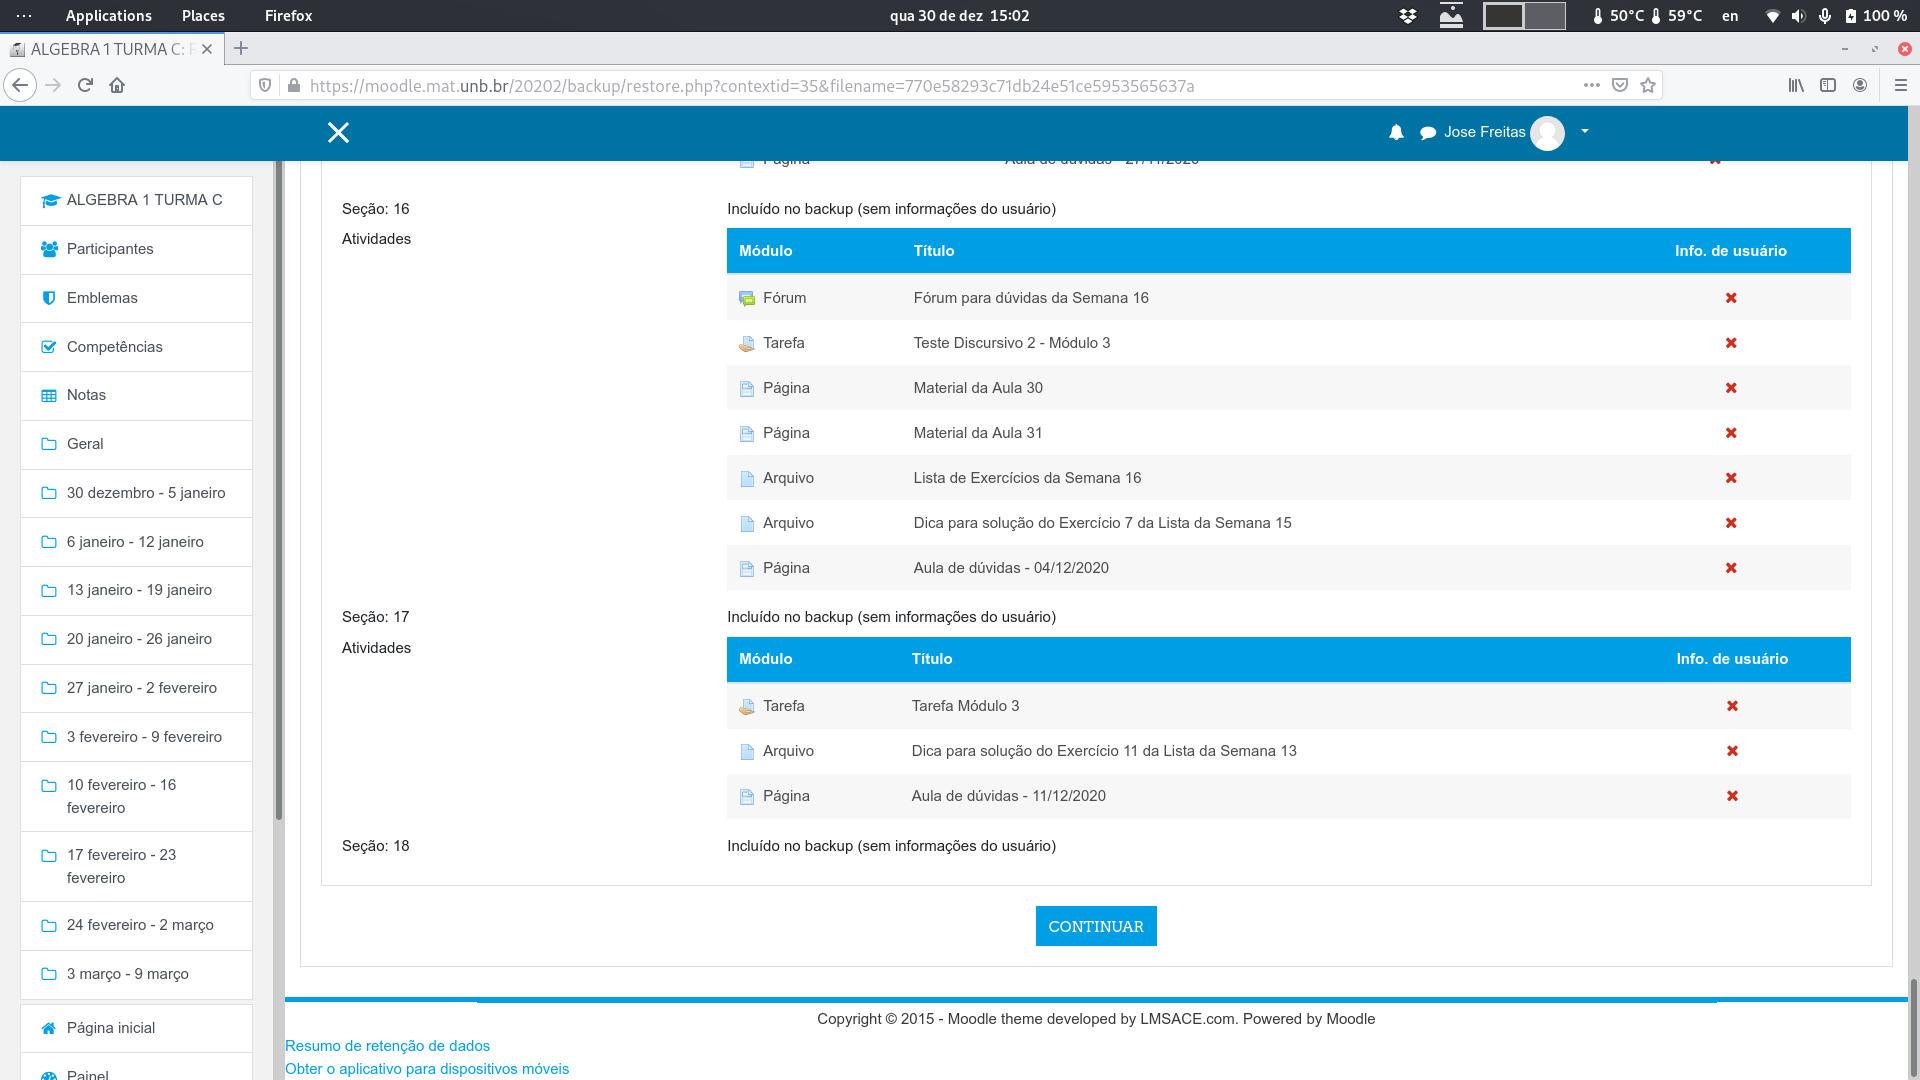 Applications Places Firefox qua 30 de dez 15:02 50°C 59°C en 100 %
ALGEBRA 1 TURMA C:
https://moodle.mat.unb.br/20202/backup/restore.php?contextid=35&filename=770e58293c71db24e51ce5953565637a
Jose Freitas
Página Aula de dúvidas - 27/11/2020
ALGEBRA 1 TURMA C
Participantes
Emblemas
Competências
Notas
Geral
30 dezembro - 5 janeiro
6 janeiro - 12 janeiro
13 janeiro - 19 janeiro
20 janeiro - 26 janeiro
27 janeiro - 2 fevereiro
3 fevereiro - 9 fevereiro
10 fevereiro - 16
fevereiro
17 fevereiro - 23
fevereiro
24 fevereiro - 2 março
3 março - 9 março
Página inicial
Painel
Seção: 16 Incluído no backup (sem informações do usuário)
Atividades
Módulo Título Info. de usuário
Fórum Fórum para dúvidas da Semana 16
Tarefa Teste Discursivo 2 - Módulo 3
Página Material da Aula 30
Página Material da Aula 31
Arquivo Lista de Exercícios da Semana 16
Arquivo Dica para solução do Exercício 7 da Lista da Semana 15
Página Aula de dúvidas - 04/12/2020
Seção: 17 Incluído no backup (sem informações do usuário)
Atividades
Módulo Título Info. de usuário
Tarefa Tarefa Módulo 3
Arquivo Dica para solução do Exercício 11 da Lista da Semana 13
Página Aula de dúvidas - 11/12/2020
Seção: 18 Incluído no backup (sem informações do usuário)
CONTINUAR
Copyright © 2015 - Moodle theme developed by LMSACE.com. Powered by Moodle
Resumo de retenção de dados
Obter o aplicativo para dispositivos móveis